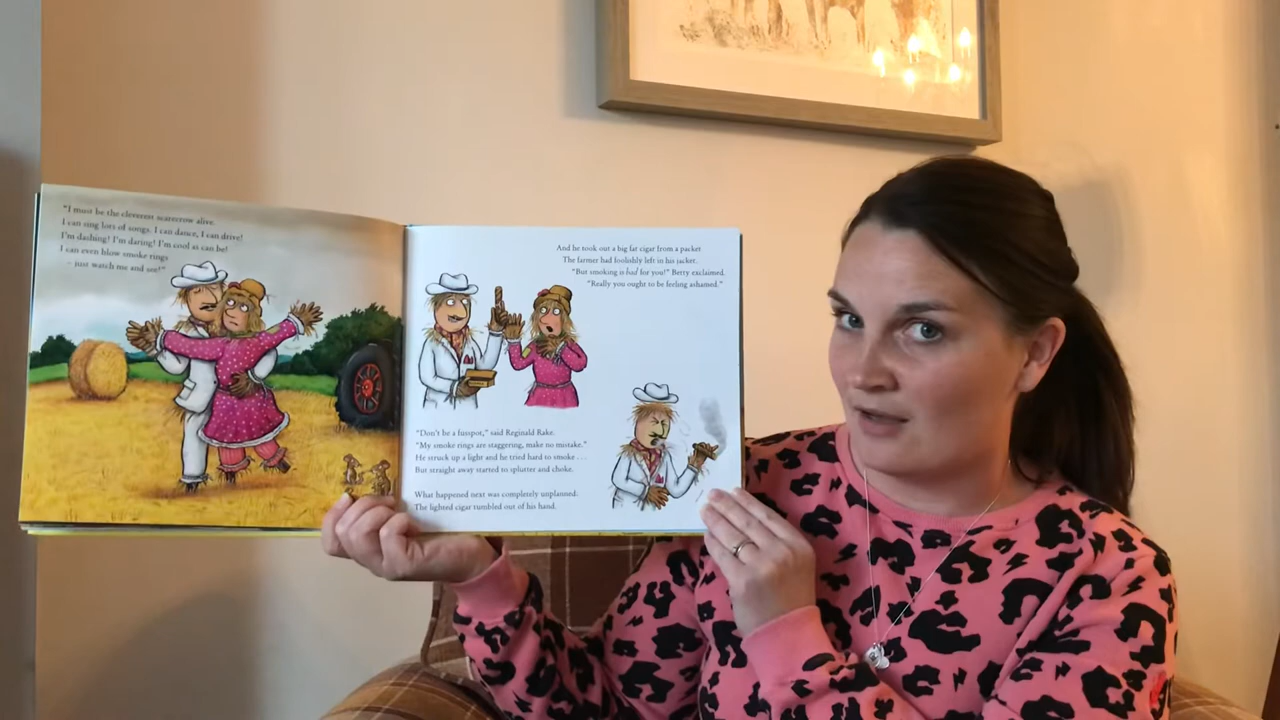 "I must be the cleverest scarecrow alive.
I can sing lots of songs. I can dance, I can drive!
I'm dashing! I'm daring! I'm cool as can be!
I can even blow smoke rings
– just watch me and see!"
And he took out a big fat cigar from a packet
The farmer had foolishly left in his jacket.
"But smoking is bad for you!" Betty exclaimed.
"Really you ought to be feeling ashamed."
"Don't be a fusspot," said Reginald Rake.
"My smoke rings are staggering, make no mistake."
He struck up a light and he tried hard to smoke . . .
But straight away started to splutter and choke.
What happened next was completely unplanned.
The lighted cigar tumbled out of his hand.